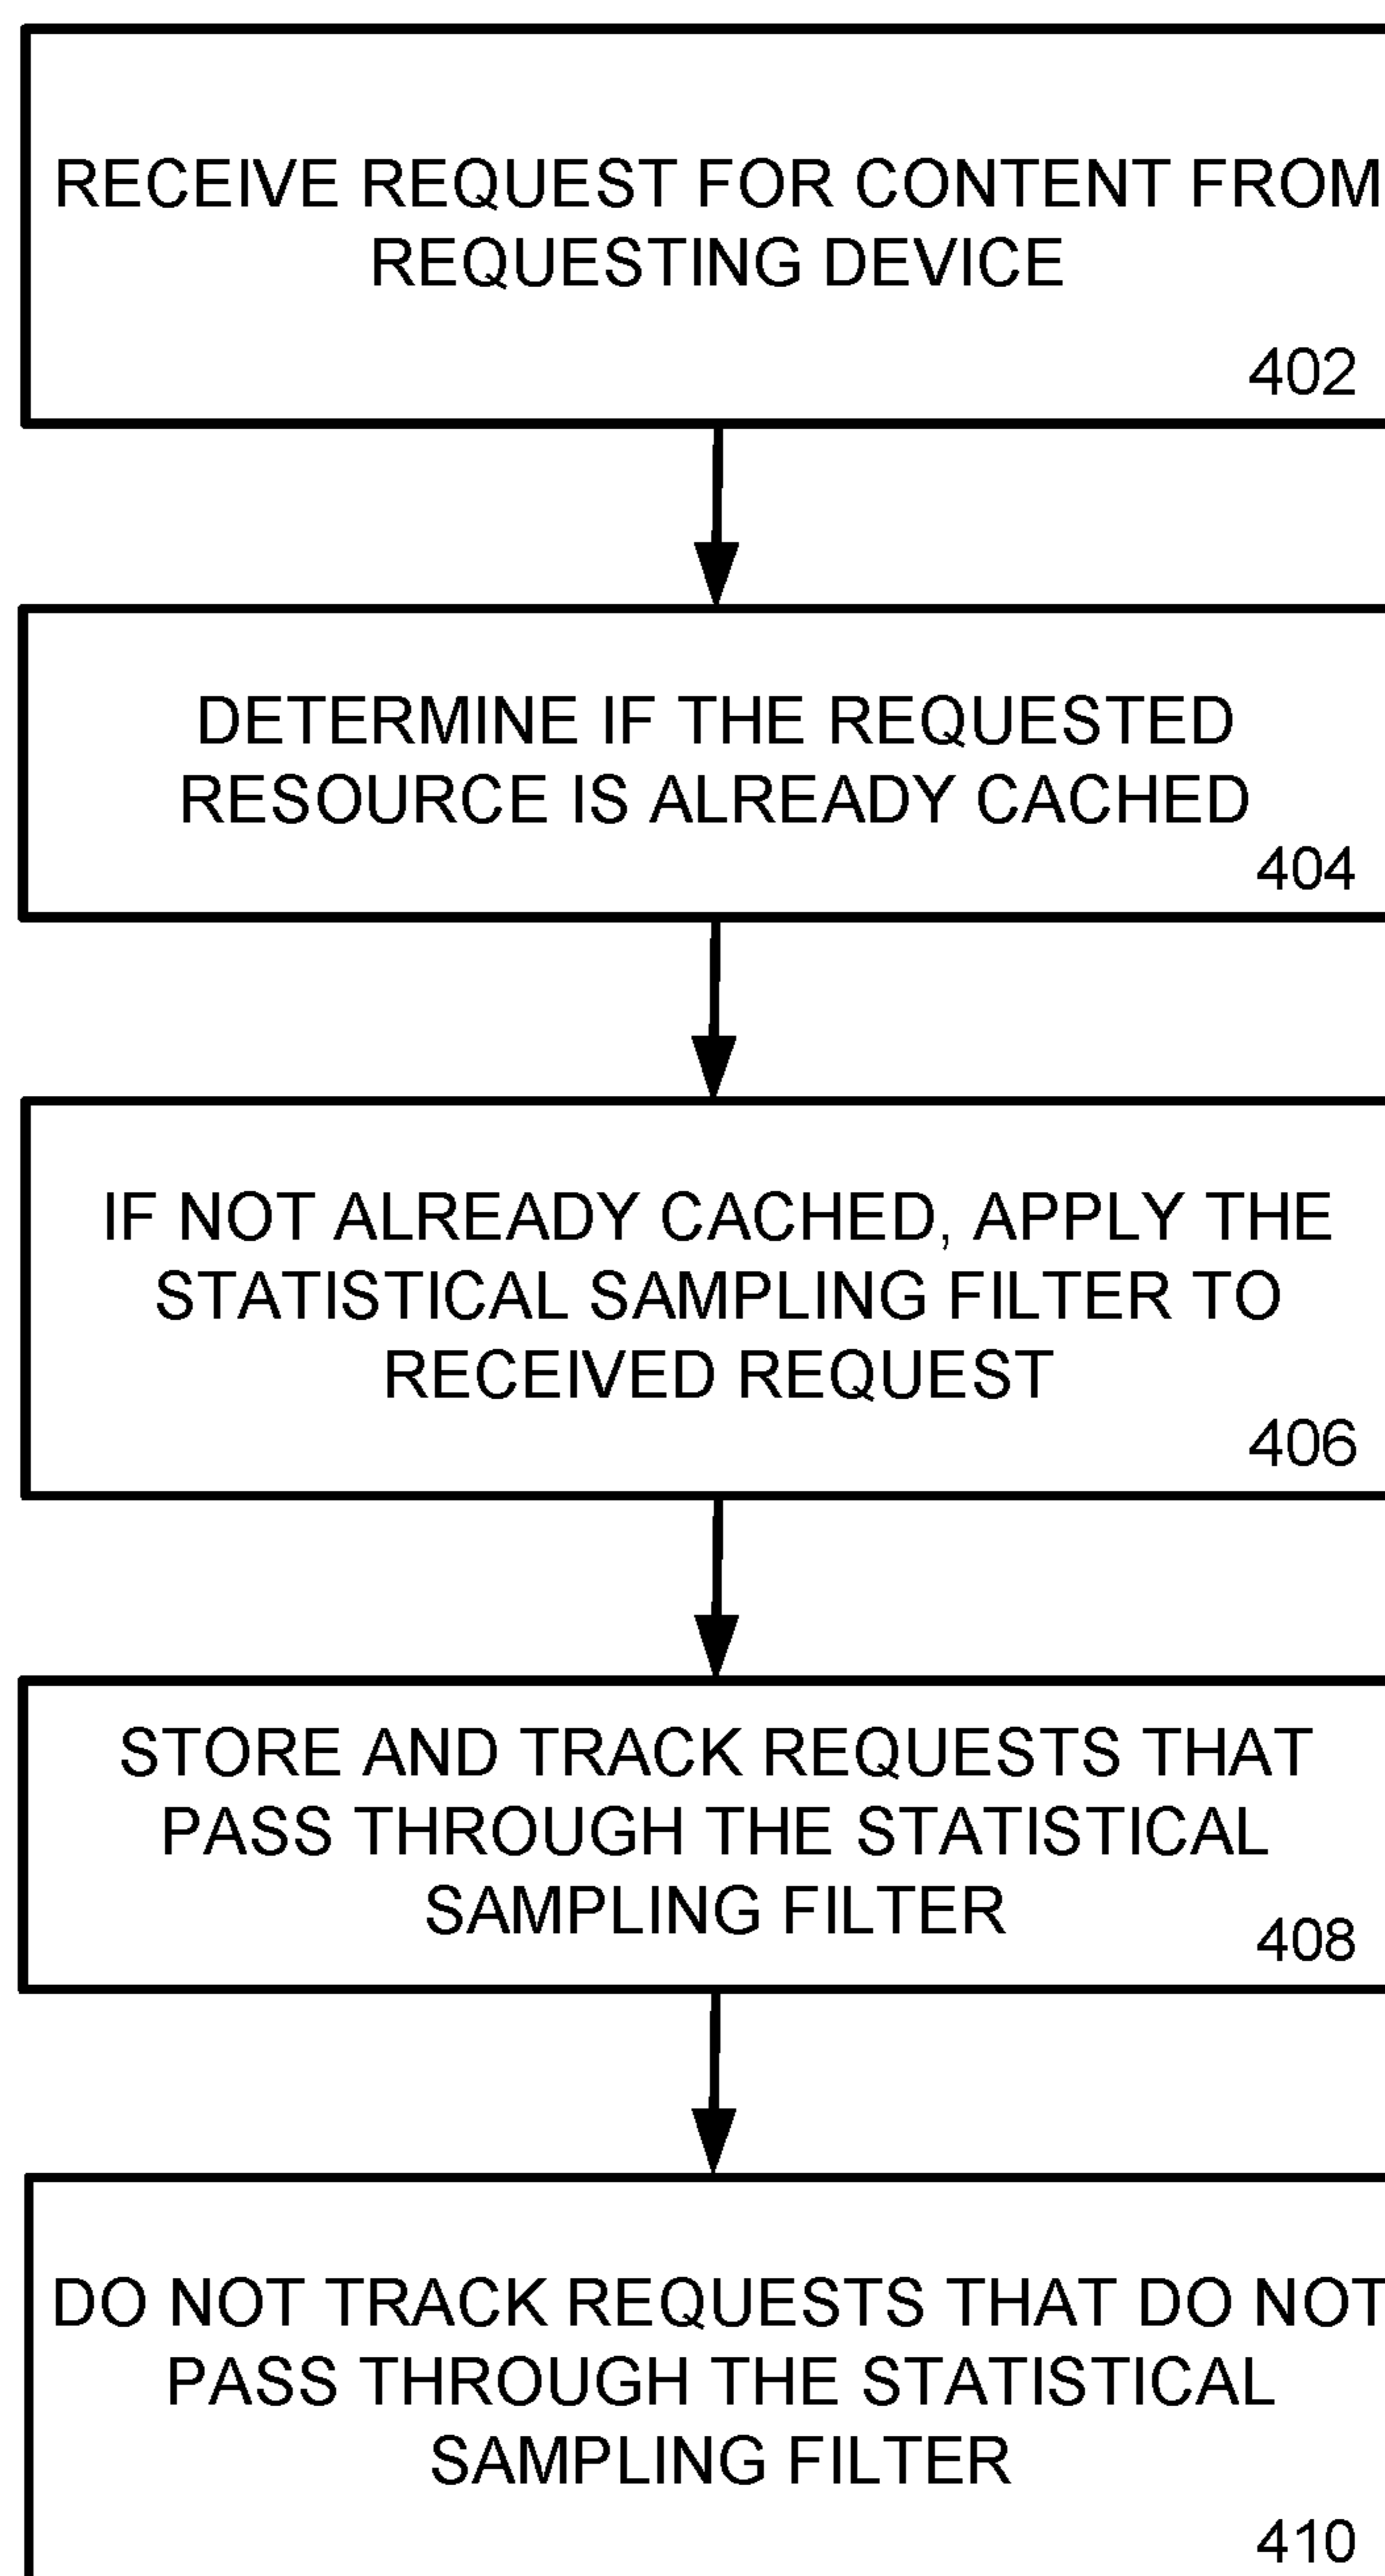 RECEIVE REQUEST FOR CONTENT FROM
REQUESTING DEVICE
402
DETERMINE IF THE REQUESTED
RESOURCE IS ALREADY CACHED
404
IF NOT ALREADY CACHED, APPLY THE
STATISTICAL SAMPLING FILTER TO
RECEIVED REQUEST
406
STORE AND TRACK REQUESTS THAT
PASS THROUGH THE STATISTICAL
SAMPLING FILTER
408
DO NOT TRACK REQUESTS THAT DO NOT
PASS THROUGH THE STATISTICAL
SAMPLING FILTER
410